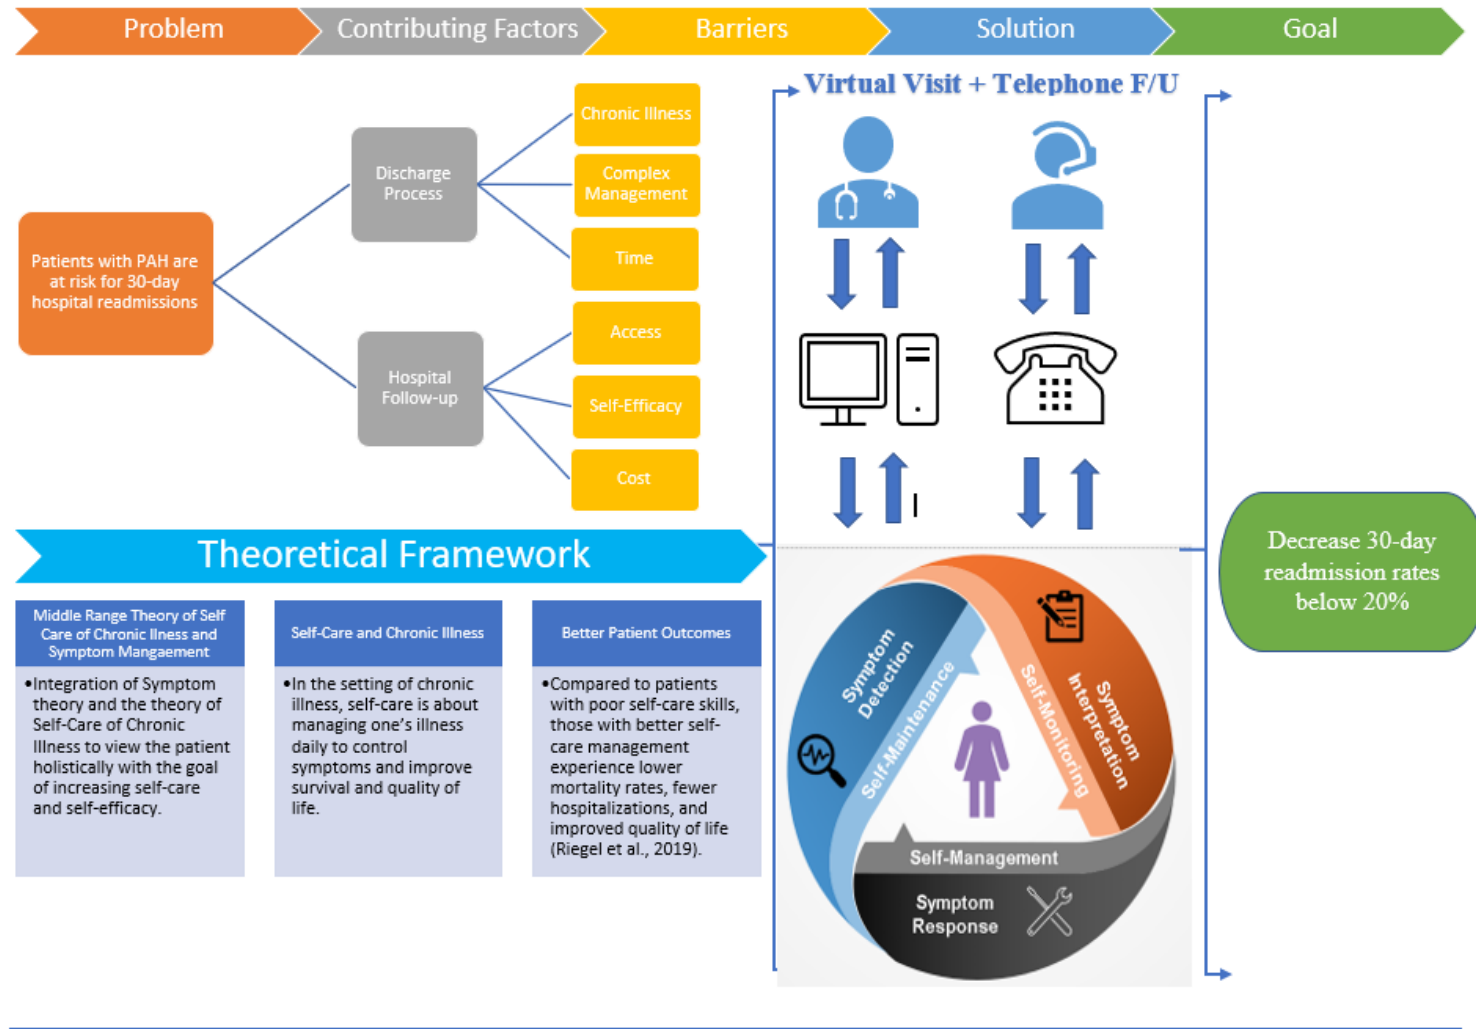 Problem
Contributing Factors
Barriers
Solution
Goal
Patients with PAH are
at risk for 30-day
hospital readmissions
Discharge
Process
Hospital
Follow-up
Chronic Illness
Complex
Management
Time
Access
Self-Efficacy
Cost
Virtual Visit + Telephone F/U
Decrease 30-day
readmission rates
below 20%
Theoretical Framework
Middle Range Theory of Self
Care of Chronic Ilness and
Symptom Mangaement
•Integration of Symptom
theory and the theory of
Self-Care of Chronic
Illness to view the patient
holistically with the goal
of increasing self-care
and self-efficacy.
Self-Care and Chronic Illness
•In the setting of chronic
illness, self-care is about
managing one's illness
daily to control
symptoms and improve
survival and quality of
life.
Better Patient Outcomes
•Compared to patients
with poor self-care skills,
those with better self-
care management
experience lower
mortality rates, fewer
hospitalizations, and
improved quality of life
(Riegel et al., 2019).
Symptom
Detection
Self-Maintenance
Symptom
Interpretation
Self-Monitoring
Self-Management
Symptom
Response